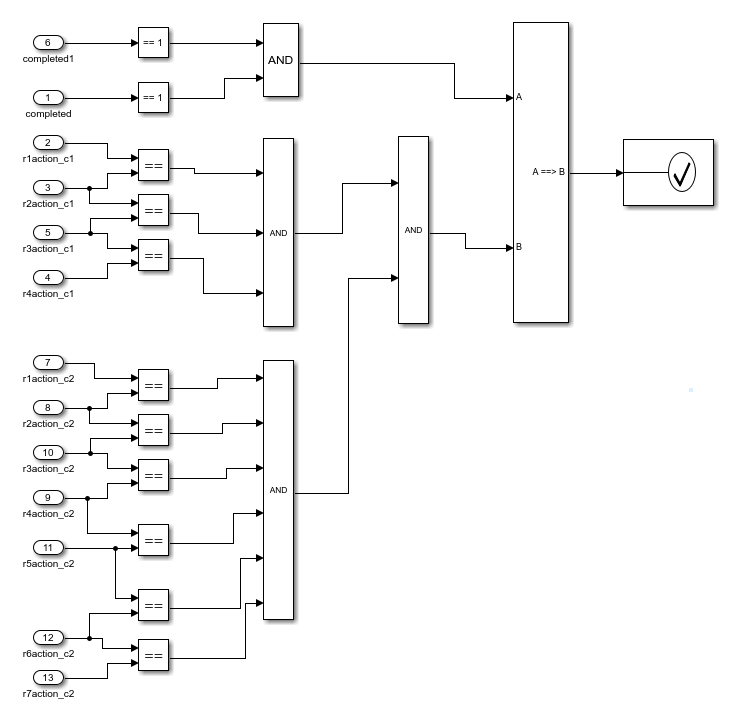 6
completed1
== 1
AND
1
completed
== 1
A
2
r1action_c1
==
3
r2action_c1
==
5
r3action_c1
==
4
r4action_c1
AND
AND
A ==> B
B
7
r1action_c2
==
8
r2action_c2
==
10
r3action_c2
==
9
r4action_c2
==
11
r5action_c2
==
12
r6action_c2
==
13
r7action_c2
AND